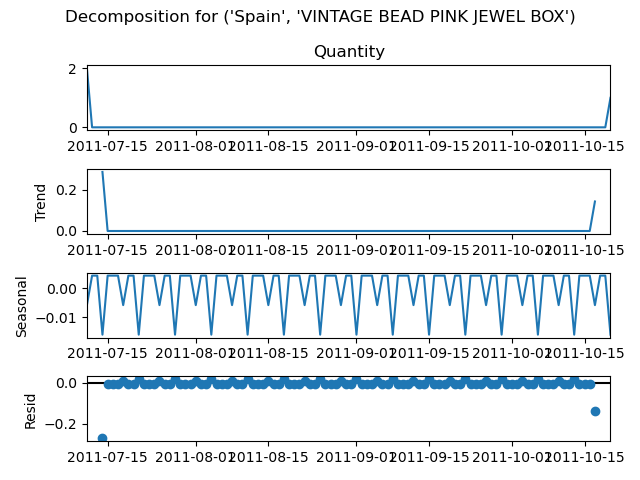 Decomposition for ('Spain', 'VINTAGE BEAD PINK JEWEL BOX')
Quantity
2
0
2011-07-15 2011-08-01 2011-08-15 2011-09-01 2011-09-15 2011-10-01 2011-10-15
Trend
0.2
0.0
2011-07-15 2011-08-01 2011-08-15 2011-09-01 2011-09-15 2011-10-01 2011-10-15
Seasonal
0.00
−0.01
2011-07-15 2011-08-01 2011-08-15 2011-09-01 2011-09-15 2011-10-01 2011-10-15
Resid
0.0
−0.2
2011-07-15 2011-08-01 2011-08-15 2011-09-01 2011-09-15 2011-10-01 2011-10-15